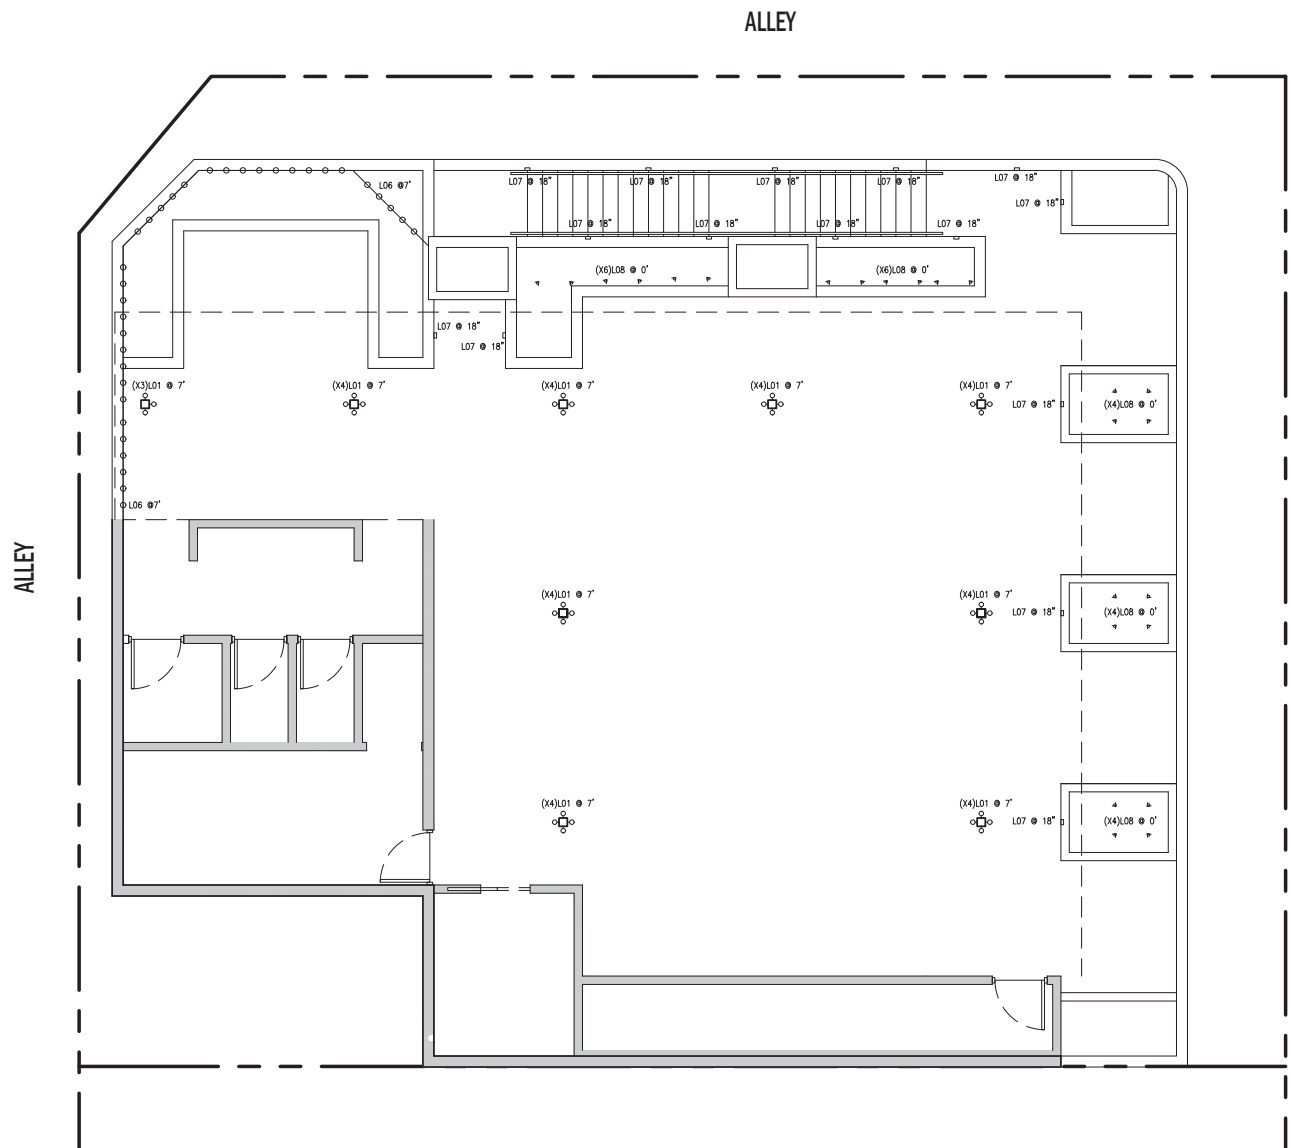 ALLEY
L07 @ 18"
L07 @ 18"
L07 @ 18"
L07 @ 18"
L07 @ 18"
L06 @7'
L07 @ 18"
L07 @ 18"
L07 @ 18"
L07 @ 18"
L07 @ 18"
(X6)L08 @ 0'
(X6)L08 @ 0'
L07 @ 18"
L07 @ 18"
(X3)L01 @ 7'
(X4)L01 @ 7'
(X4)L01 @ 7'
(X4)L01 @ 7'
(X4)L01 @ 7'
L07 @ 18"
(X4)L08 @ 0'
L06 @7'
ALLEY
(X4)L01 @ 7'
(X4)L01 @ 7'
L07 @ 18"
(X4)L08 @ 0'
(X4)L01 @ 7'
(X4)L01 @ 7'
L07 @ 18"
(X4)L08 @ 0'